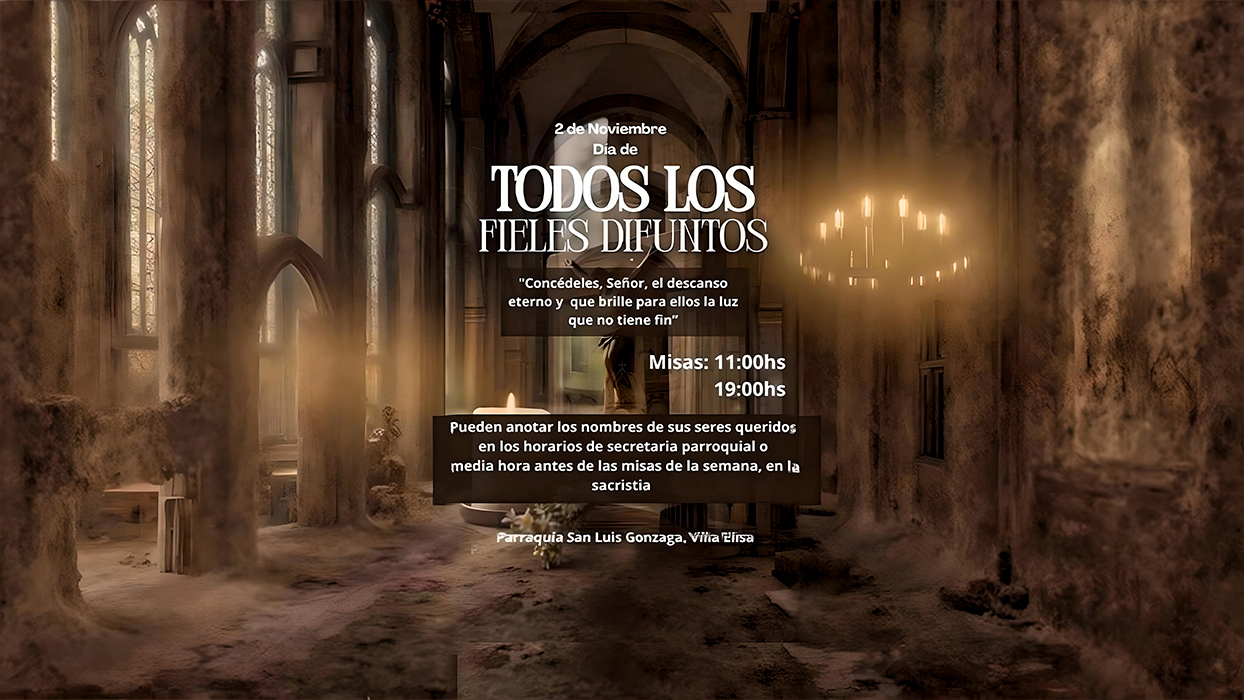 2 de Noviembre
Día de
TODOS LOS
FIELES DIFUNTOS
"Concédeles, Señor, el descanso
eterno y que brille para ellos la luz
que no tiene fin"
Misas: 11:00hs
19:00hs
Pueden anotar los nombres de sus seres queridos
en los horarios de secretaria parroquial o
media hora antes de las misas de la semana, en la
sacristia
Parroquia San Luis Gonzaga, Villa Elisa